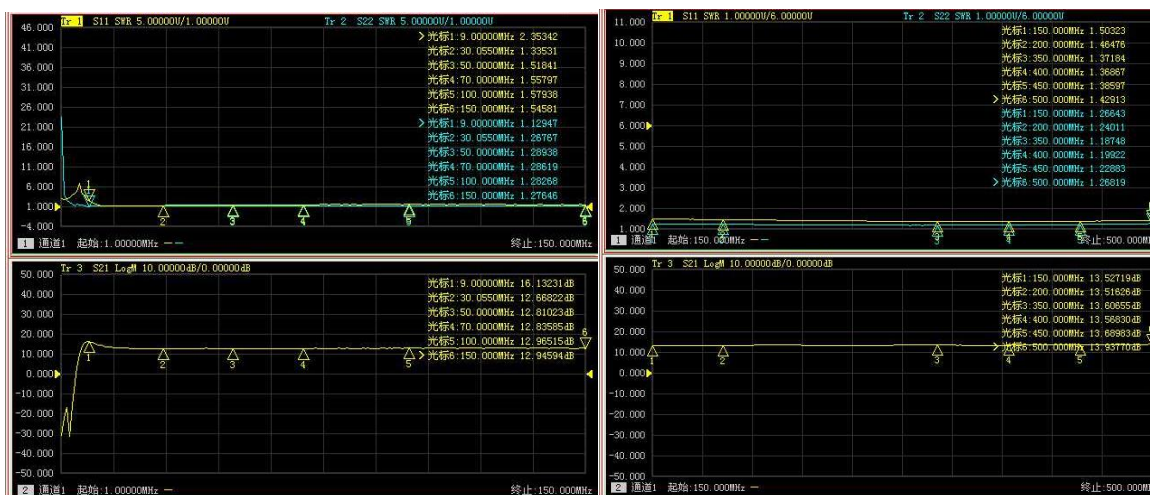 Tr 1 S11 SWR 5.00000U/1.00000U Tr 2 S22 SWR 5.00000U/1.00000U
46.000
41.000
36.000
31.000
26.000
21.000
16.000
11.000
6.000
1.000
-4.000
>光标1:9.00000MHz 2.35342
光标2:30.0550MHz 1.33531
光标3:50.0000MHz 1.51841
光标4:70.0000MHz 1.55797
光标5:100.000MHz 1.57938
光标6:150.000MHz 1.54581
>光标1:9.00000MHz 1.12947
光标2:30.0550MHz 1.26767
光标3:50.0000MHz 1.28938
光标4:70.0000MHz 1.28619
光标5:100.000MHz 1.28268
光标6:150.000MHz 1.27646
1
2
3
4
5
6
1 通道1 起始:1.00000MHz 终止:150.000MHz
Tr 3 S21 LogM 10.00000dB/0.00000dB
50.000
40.000
30.000
20.000
10.000
0.000
-10.000
-20.000
-30.000
-40.000
-50.000
光标1:9.00000MHz 16.13231dB
光标2:30.0550MHz 12.66822dB
光标3:50.0000MHz 12.81023dB
光标4:70.0000MHz 12.83585dB
光标5:100.000MHz 12.96515dB
>光标6:150.000MHz 12.94594dB
1
2
3
4
5
6
2 通道1 起始:1.00000MHz 终止:150.000MHz
Tr 1 S11 SWR 1.00000U/6.00000U Tr 2 S22 SWR 1.00000U/6.00000U
11.000
10.000
9.000
8.000
7.000
6.000
5.000
4.000
3.000
2.000
1.000
光标1:150.000MHz 1.50323
光标2:200.000MHz 1.46476
光标3:350.000MHz 1.37184
光标4:400.000MHz 1.36867
光标5:450.000MHz 1.38597
>光标6:500.000MHz 1.42913
光标1:150.000MHz 1.26643
光标2:200.000MHz 1.24011
光标3:350.000MHz 1.18748
光标4:400.000MHz 1.19922
光标5:450.000MHz 1.22883
>光标6:500.000MHz 1.26819
1 通道1 起始:150.000MHz 终止:500.000MH
Tr 3 S21 LogM 10.00000dB/0.00000dB
50.000
40.000
30.000
20.000
10.000
0.000
-10.000
-20.000
-30.000
-40.000
-50.000
光标1:150.000MHz 13.52719dB
光标2:200.000MHz 13.51626dB
光标3:350.000MHz 13.60655dB
光标4:400.000MHz 13.56830dB
光标5:450.000MHz 13.68983dB
>光标6:500.000MHz 13.93770dB
1
2
3
4
5
2 通道1 起始:150.000MHz 终止:500.000MH